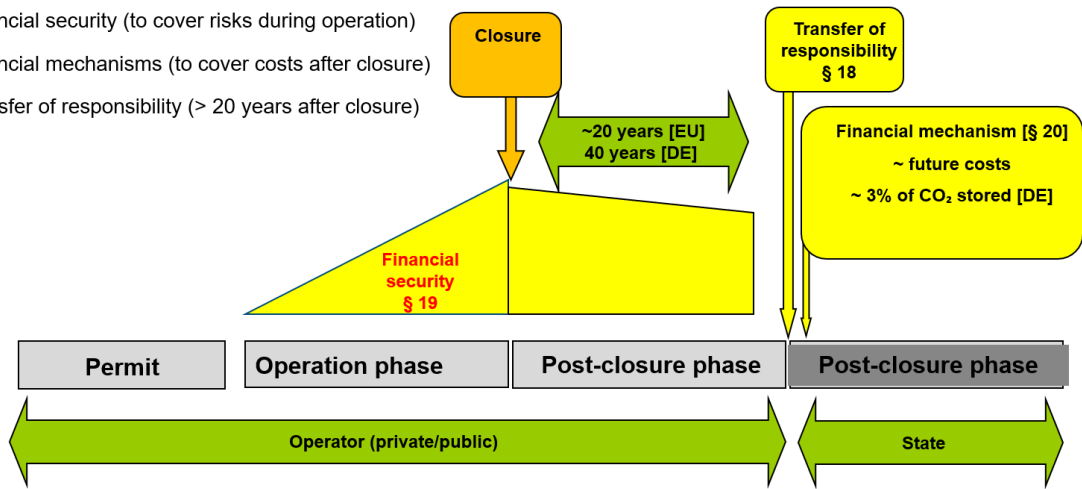 ncial security (to cover risks during operation)
ncial mechanisms (to cover costs after closure)
sfer of responsibility (> 20 years after closure)
Closure
Transfer of
responsibility
§ 18
~20 years [EU]
40 years [DE]
Financial mechanism [§ 20]
~ future costs
~ 3% of CO₂ stored [DE]
Financial
security
§ 19
Permit
Operation phase
Post-closure phase
Post-closure phase
Operator (private/public)
State